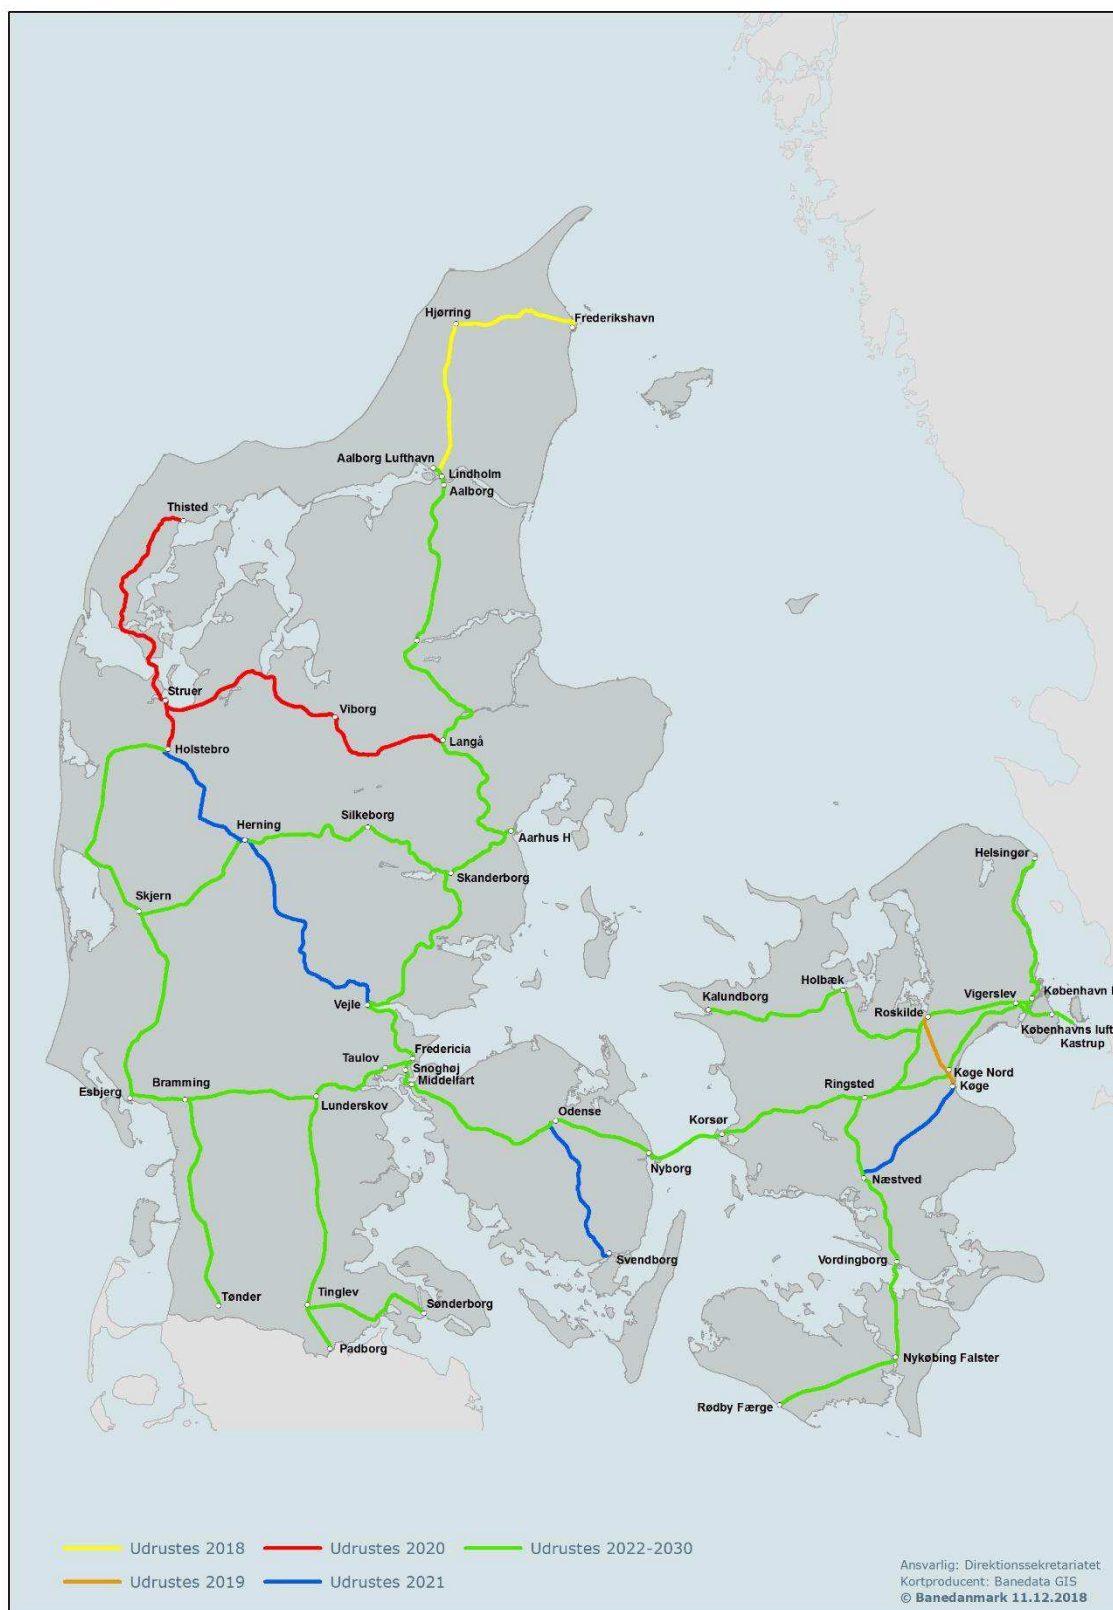 Hjørring
Frederikshavn
Aalborg Lufthavn
Lindholm
Aalborg
Thisted
Struer
Viborg
Langå
Holstebro
Silkeborg
Herning
Aarhus H
Helsingør
Skanderborg
Skjern
Holbæk
København
Vejle
Kalundborg
Vigerslev
Roskilde
Københavns luft
Kastrup
Fredericia
Taulov
Snoghøj
Middelfart
Køge Nord
Køge
Esbjerg
Bramming
Lunderskov
Ringsted
Odense
Korsør
Nyborg
Næstved
Svendborg
Vordingborg
Tønder
Tinglev
Sønderborg
Padborg
Nykøbing Falster
Rødby Færge
Udrustes 2018
Udrustes 2020
Udrustes 2022-2030
Udrustes 2019
Udrustes 2021
Ansvarlig: Direktionssekretariatet
Kortproducent: Banedata GIS
© Banedanmark 11.12.2018